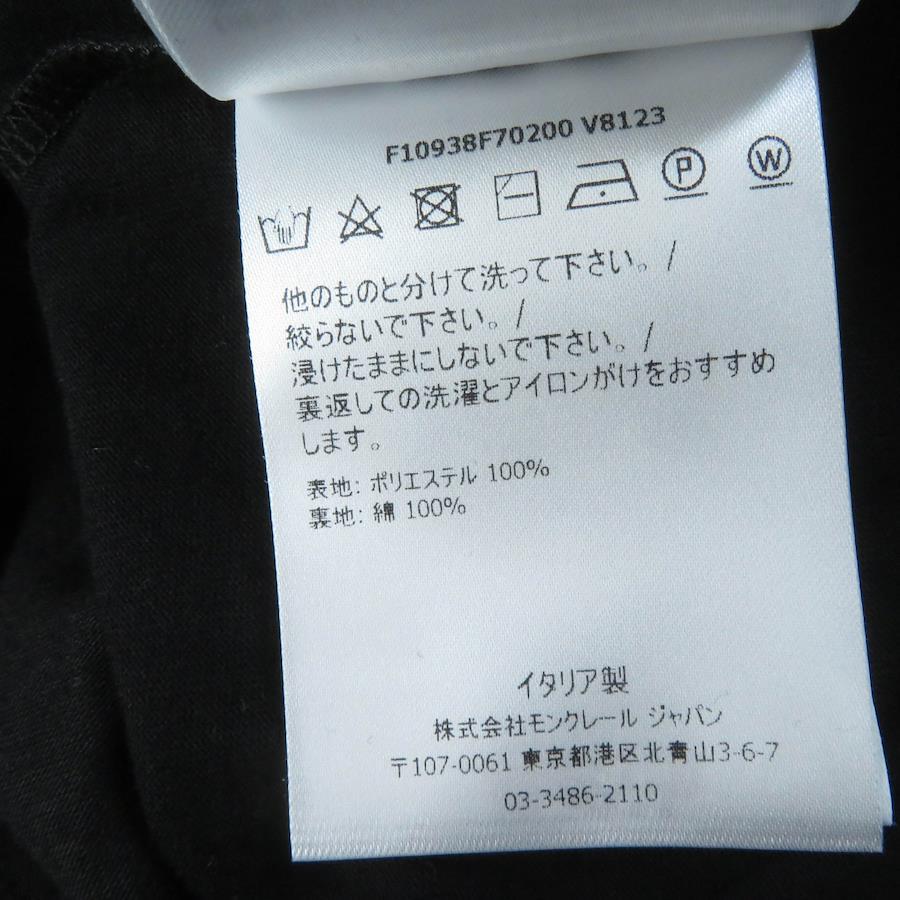 F10938F70200 V8123
P W
他のものと分けて洗って下さい。/
絞らないで下さい。/
浸けたままにしないで下さい。/
裏返しての洗濯とアイロンがけをおすすめ
します。
表地: ポリエステル 100%
裏地: 綿 100%
イタリア製
株式会社モンクレール ジャパン
〒107-0061 東京都港区北青山3-6-7
03-3486-2110